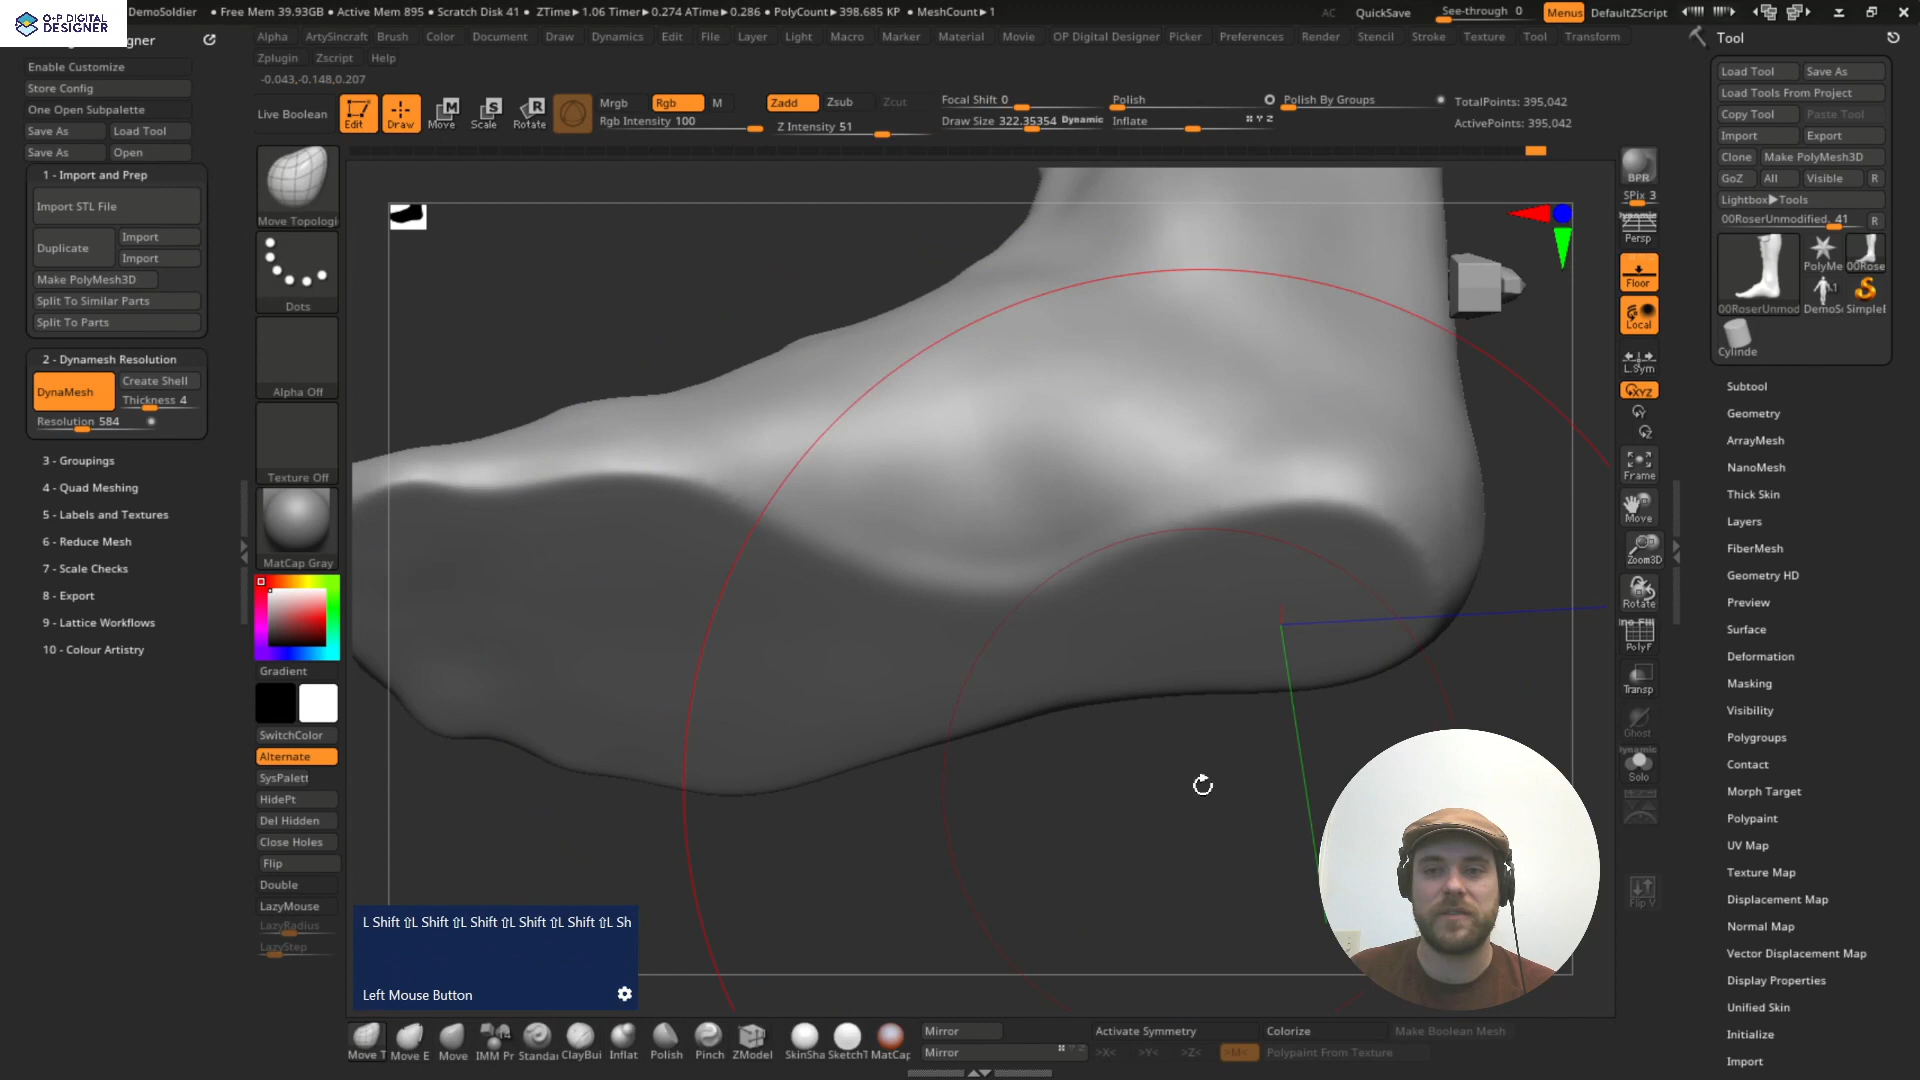 O+P DIGITAL
DESIGNER
DemoSoldier
• Free Mem 39.93GB • Active Mem 895 • Scratch Disk 41 • ZTime▸1.06 Timer▸0.274 ATime▸0.286 • PolyCount▸398.685 KP • MeshCount▸1
AC QuickSave See-through 0 Menus DefaultZScript
Alpha ArtySincraft Brush Color Document Draw Dynamics Edit File Layer Light Macro Marker Material Movie OP Digital Designer Picker Preferences Render Stencil Stroke Texture Tool Transform
Zplugin Zscript Help
-0.043,-0.148,0.207
Enable Customize
Store Config
One Open Subpalette
Save As Load Tool
Save As Open
1 - Import and Prep
Import STL File
Duplicate Import
Import
Make PolyMesh3D
Split To Similar Parts
Split To Parts
2 - Dynamesh Resolution
DynaMesh Create Shell
Thickness 4
Resolution 584
3 - Groupings
4 - Quad Meshing
5 - Labels and Textures
6 - Reduce Mesh
7 - Scale Checks
8 - Export
9 - Lattice Workflows
10 - Colour Artistry
Live Boolean Edit Draw Move Scale Rotate
Mrgb Rgb M
Rgb Intensity 100
Zadd Zsub Zcut
Z Intensity 51
Focal Shift 0
Draw Size 322.35354 Dynamic
Polish
Inflate
Polish By Groups
TotalPoints: 395,042
ActivePoints: 395,042
Move Topologi
Dots
Alpha Off
Texture Off
MatCap Gray
Gradient
SwitchColor
Alternate
SysPalett
HidePt
Del Hidden
Close Holes
Flip
Double
LazyMouse
LazyRadius
LazyStep
L Shift ⇧L Shift ⇧L Shift ⇧L Shift ⇧L Shift ⇧L Sh
Left Mouse Button
Move T Move E Move IMM Pr Standa ClayBui Inflat Polish Pinch ZModel SkinSha SketchT MatCap
Mirror
Mirror
Activate Symmetry
>X< >Y< >Z< >M<
Colorize
Make Boolean Mesh
Polypaint From Texture
BPR
SPix 3
Dynamic
Persp
Floor
Local
L.Sym
XYZ
Frame
Move
Zoom3D
Rotate
PolyF
Transp
Ghost
Dynamic
Solo
Flip V
Tool
Load Tool Save As
Load Tools From Project
Copy Tool Paste Tool
Import Export
Clone Make PolyMesh3D
GoZ All Visible R
Lightbox▸Tools
00RoserUnmodified. 41 R
PolyMe 00Rose
00RoserUnmod DemoSo SimpleB
Cylinde
Subtool
Geometry
ArrayMesh
NanoMesh
Thick Skin
Layers
FiberMesh
Geometry HD
Preview
Surface
Deformation
Masking
Visibility
Polygroups
Contact
Morph Target
Polypaint
UV Map
Texture Map
Displacement Map
Normal Map
Vector Displacement Map
Display Properties
Unified Skin
Initialize
Import